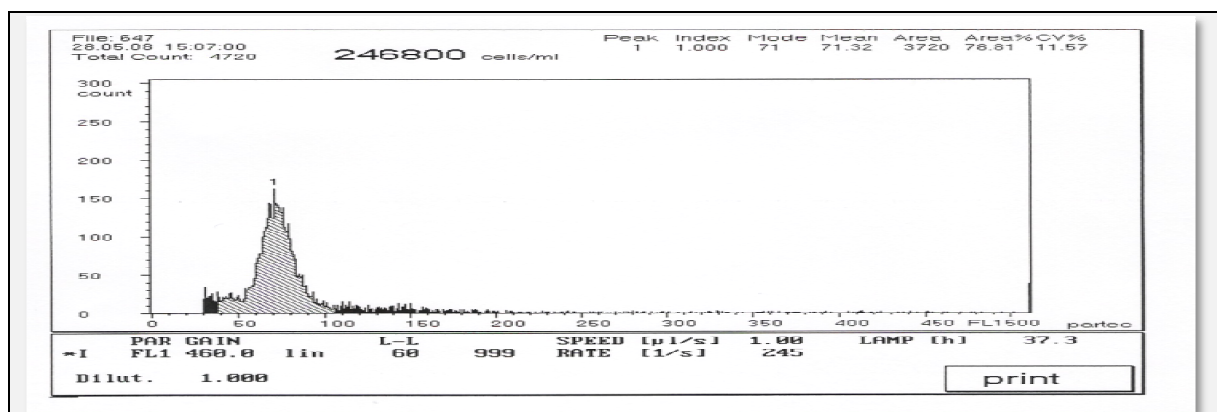 File: 647
28.05.08 15:07:00
Total Count: 4720
246800 cells/ml
Peak Index Mode Mean Area Area% CV%
1 1.000 71 71.32 3720 78.81 11.57
300
count
250
200
150
100
50
0
1
0 50 100 150 200 250 300 350 400 450 FL1500 partec
PAR GAIN L-L SPEED [µl/s] 1.00 LAMP [h] 37.3
*I FL1 460.0 lin 60 999 RATE [1/s] 245
Dilut. 1.000
print